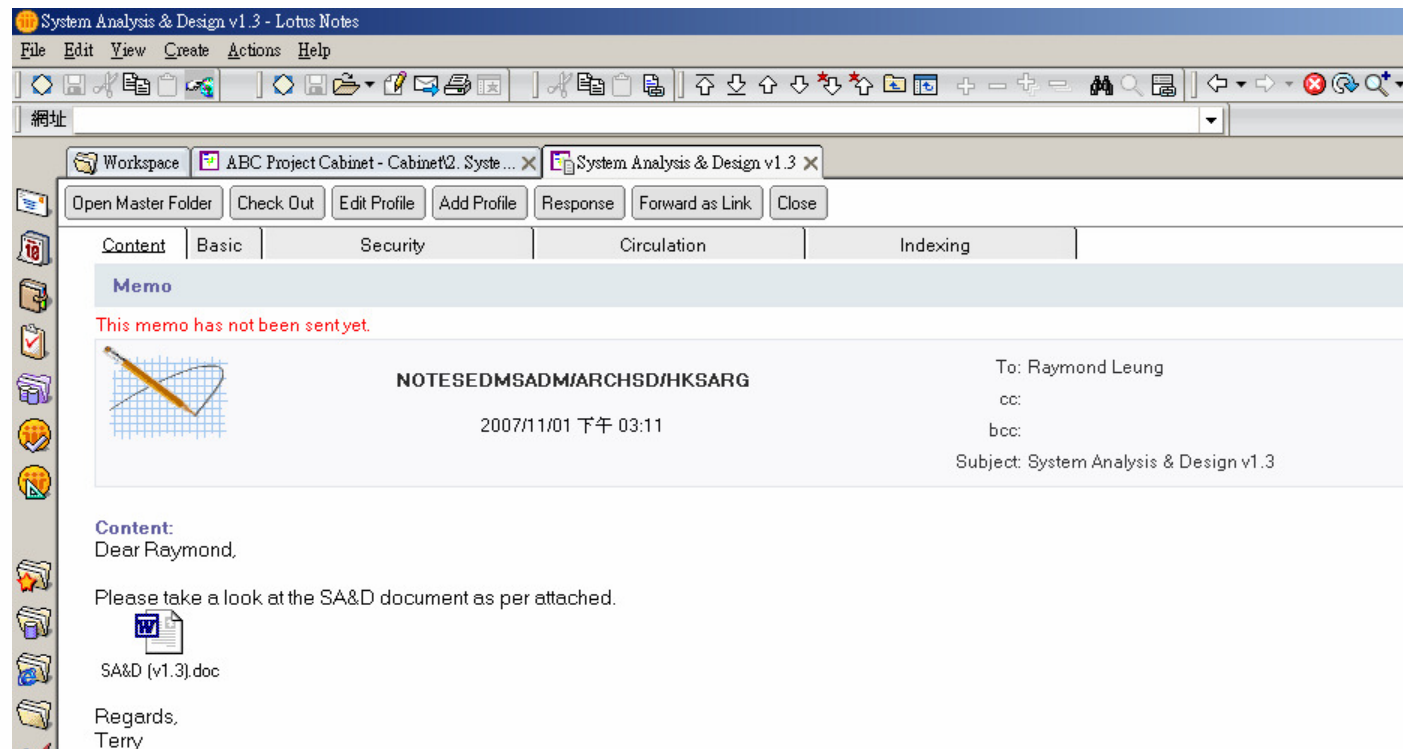 System Analysis & Design v1.3 - Lotus Notes
File Edit View Create Actions Help
網址
Workspace ABC Project Cabinet - Cabinet\2. Syste... System Analysis & Design v1.3
Open Master Folder Check Out Edit Profile Add Profile Response Forward as Link Close
Content Basic Security Circulation Indexing
Memo
This memo has not been sent yet.
NOTESEDMSADM/ARCHSD/HKSARG
2007/11/01 下午 03:11
To: Raymond Leung
cc:
bcc:
Subject: System Analysis & Design v1.3
Content:
Dear Raymond,
Please take a look at the SA&D document as per attached.
SA&D (v1.3).doc
Regards,
Terry